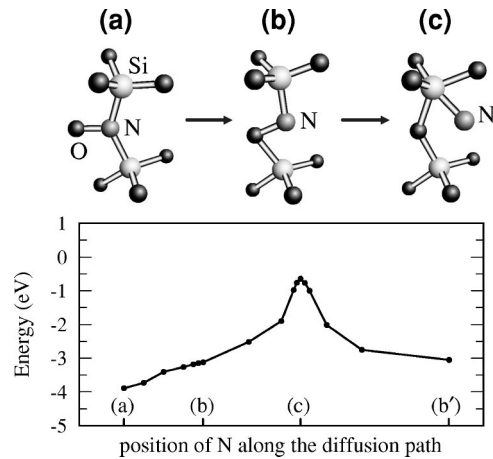 (a) (b) (c)
Si
N
O
N
N
1
0
-1
-2
-3
-4
-5
Energy (eV)
(a) (b) (c) (b′)
position of N along the diffusion path